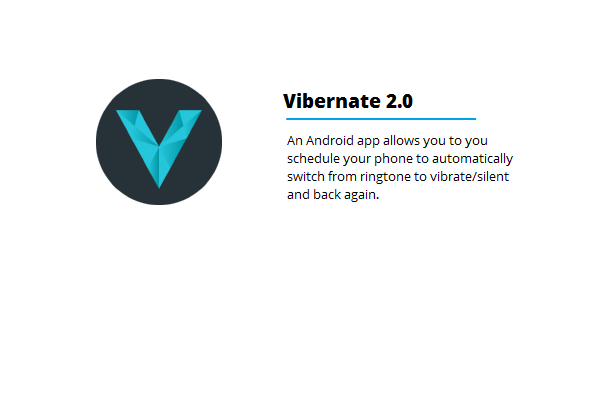 Vibernate 2.0
An Android app allows you to you
schedule your phone to automatically
switch from ringtone to vibrate/silent
and back again.